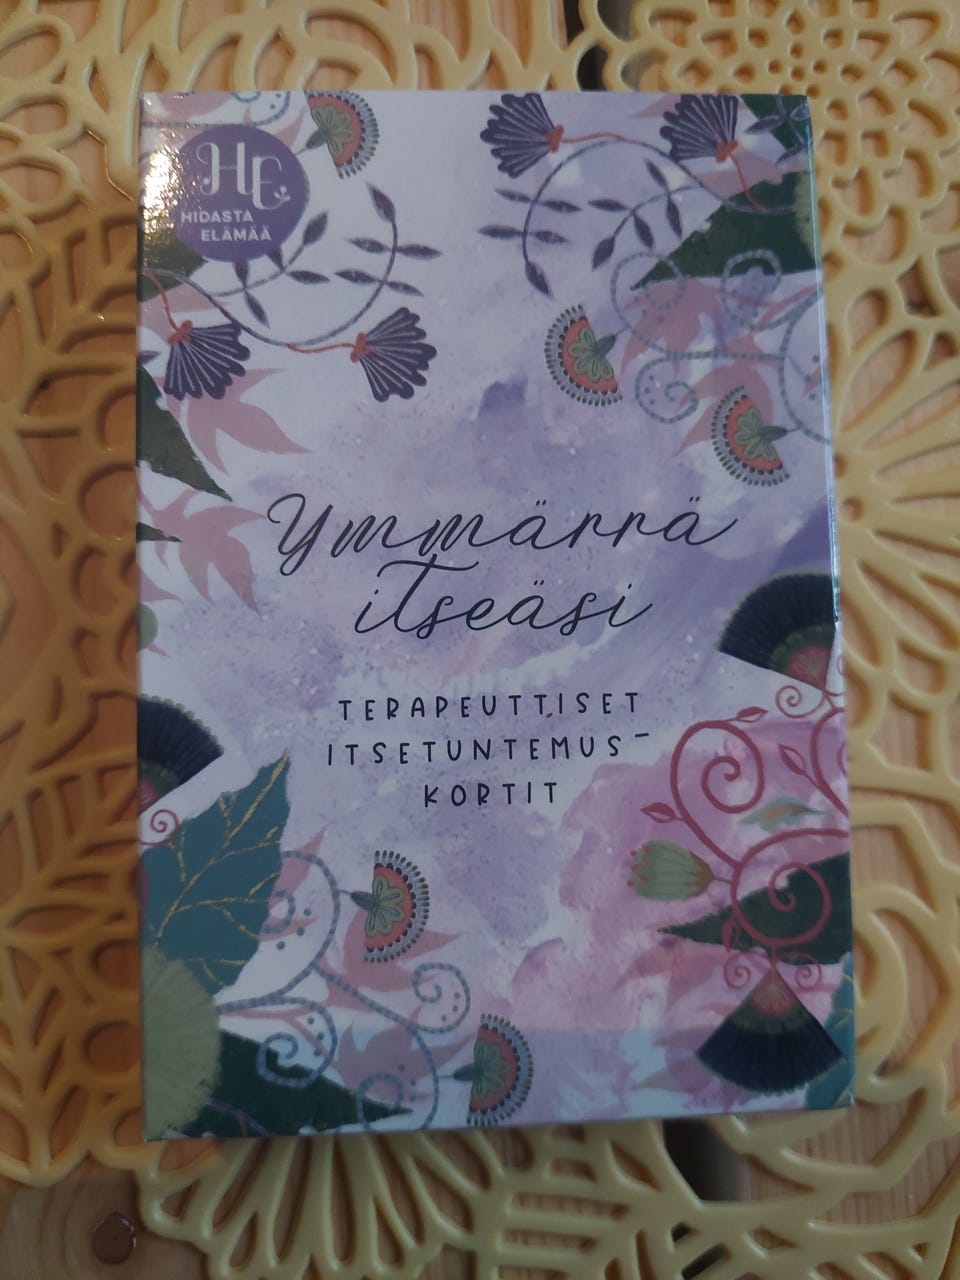 HE
HIDASTA
ELÄMÄÄ
Ymmärrä
itseäsi
TERAPEUTTISET
ITSETUNTEMUS-
KORTIT